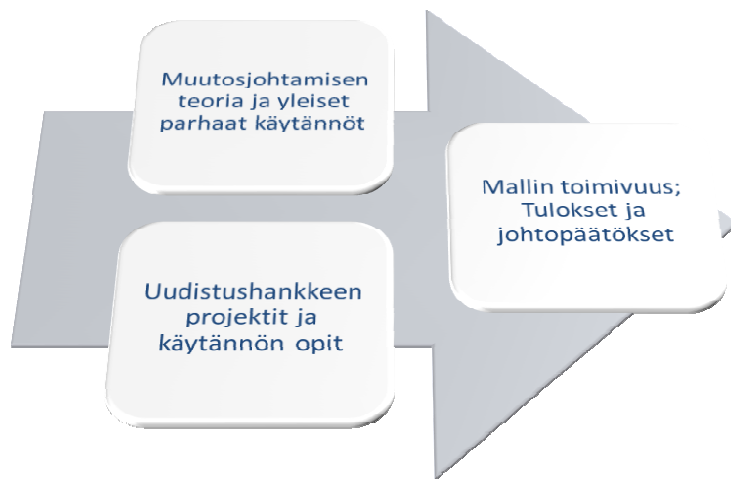 Muutosjohtamisen
teoria ja yleiset
parhaat käytännöt
Uudistushankkeen
projektit ja
käytännön opit
Mallin toimivuus;
Tulokset ja
johtopäätökset